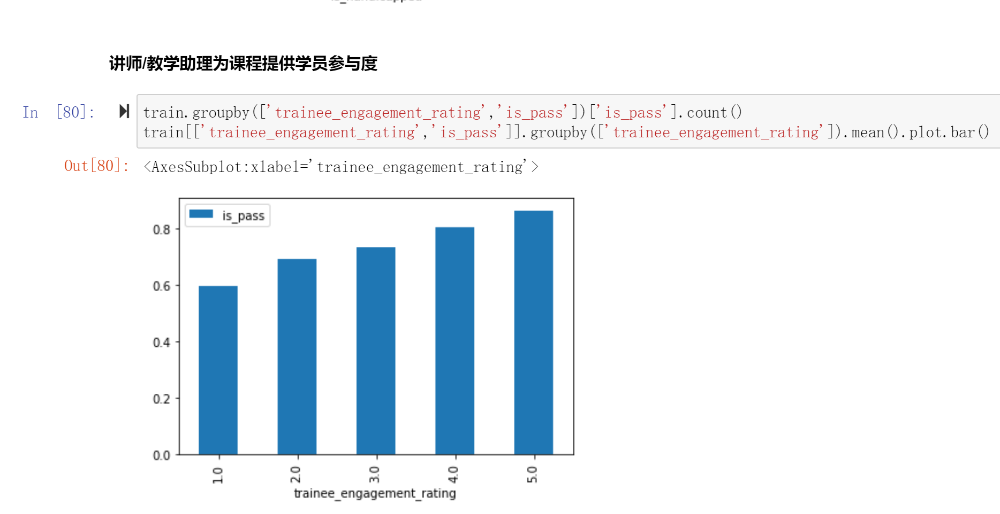 讲师/教学助理为课程提供学员参与度
In [80]:
train.groupby(['trainee_engagement_rating','is_pass'])['is_pass'].count()
train[['trainee_engagement_rating','is_pass']].groupby(['trainee_engagement_rating']).mean().plot.bar()
Out[80]:
<AxesSubplot:xlabel='trainee_engagement_rating'>
is_pass
0.8
0.6
0.4
0.2
0.0
1.0
2.0
3.0
4.0
5.0
trainee_engagement_rating